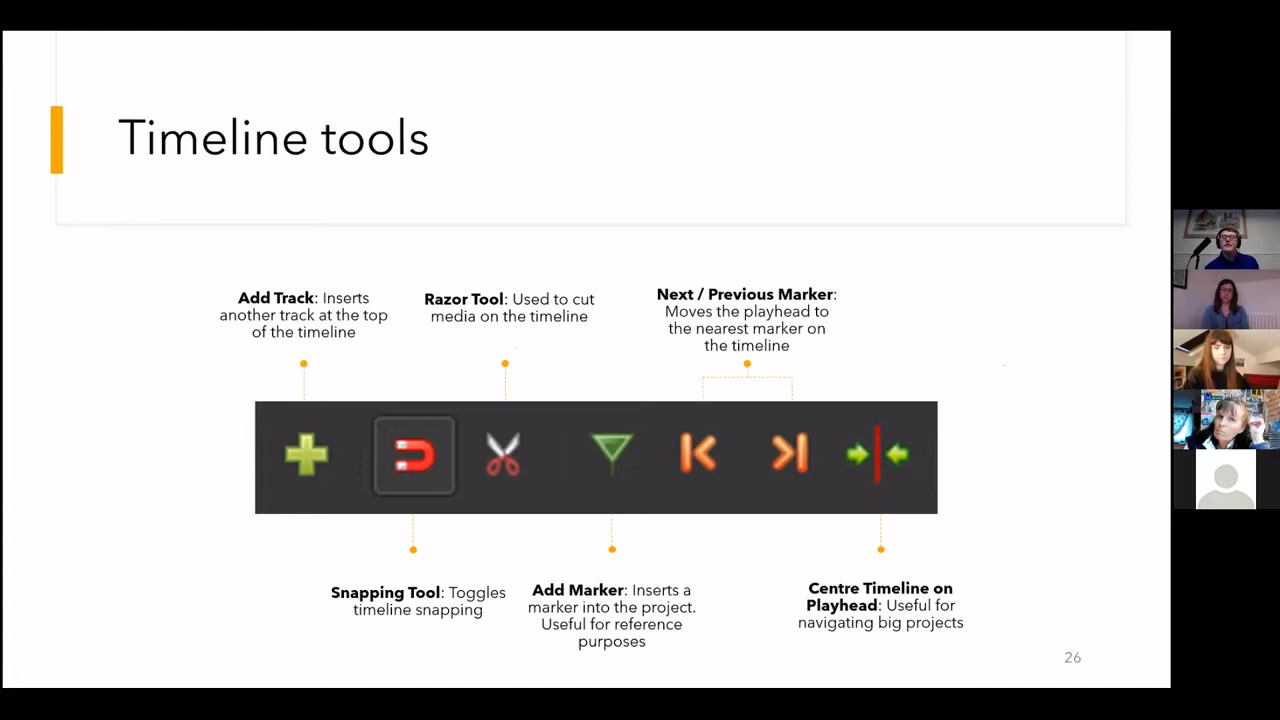 Timeline tools
Add Track: Inserts
another track at the top
of the timeline
Razor Tool: Used to cut
media on the timeline
Next / Previous Marker:
Moves the playhead to
the nearest marker on
the timeline
Snapping Tool: Toggles
timeline snapping
Add Marker: Inserts a
marker into the project.
Useful for reference
purposes
Centre Timeline on
Playhead: Useful for
navigating big projects
26